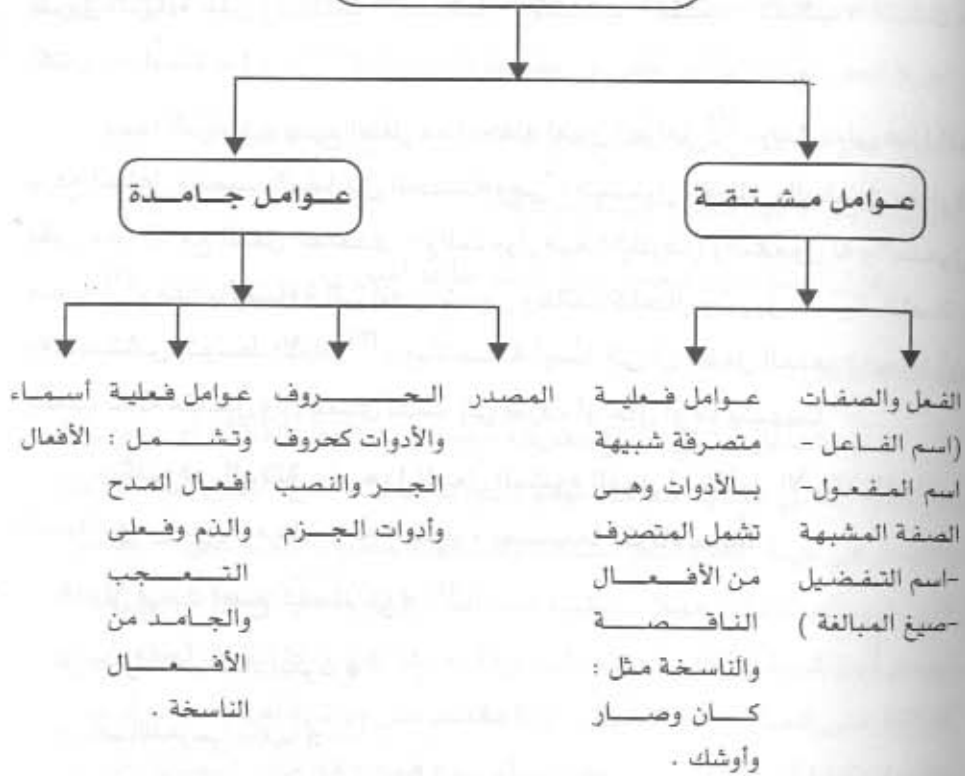 عوامل مشتقة
عوامل جامدة
الفعل والصفات
(اسم الفاعل -
اسم المفعول-
الصفة المشبهة
-اسم التفضيل
-صيغ المبالغة )
عوامل فعلية
متصرفة شبيهة
بالأدوات وهى
تشمل المتصرف
من الأفعال
الناقصة
والناسخة مثل :
كان وصار
وأوشك .
المصدر
الحروف
والأدوات كحروف
الجر والنصب
وأدوات الجزم
عوامل فعلية
وتشمل :
أفعال المدح
والذم وفعلى
التعجب
والجامد من
الأفعال
الناسخة .
أسماء
الأفعال